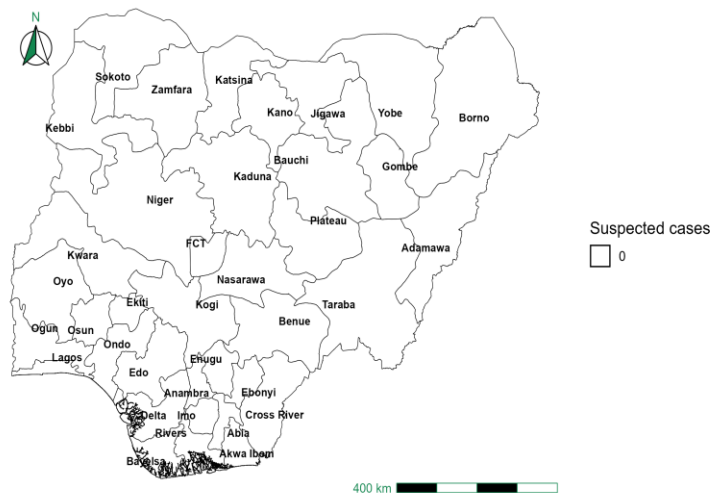 N
Sokoto
Katsina
Zamfara
Kano
Jigawa
Yobe
Borno
Kebbi
Bauchi
Gombe
Kaduna
Niger
Plateau
FCT
Adamawa
Kwara
Oyo
Nasarawa
Ekiti
Kogi
Taraba
Benue
Ogun
Osun
Ondo
Lagos
Enugu
Edo
Anambra
Ebonyi
Delta
Imo
Cross River
Rivers
Abia
Bayelsa
Akwa Ibom
Suspected cases
0
400 km